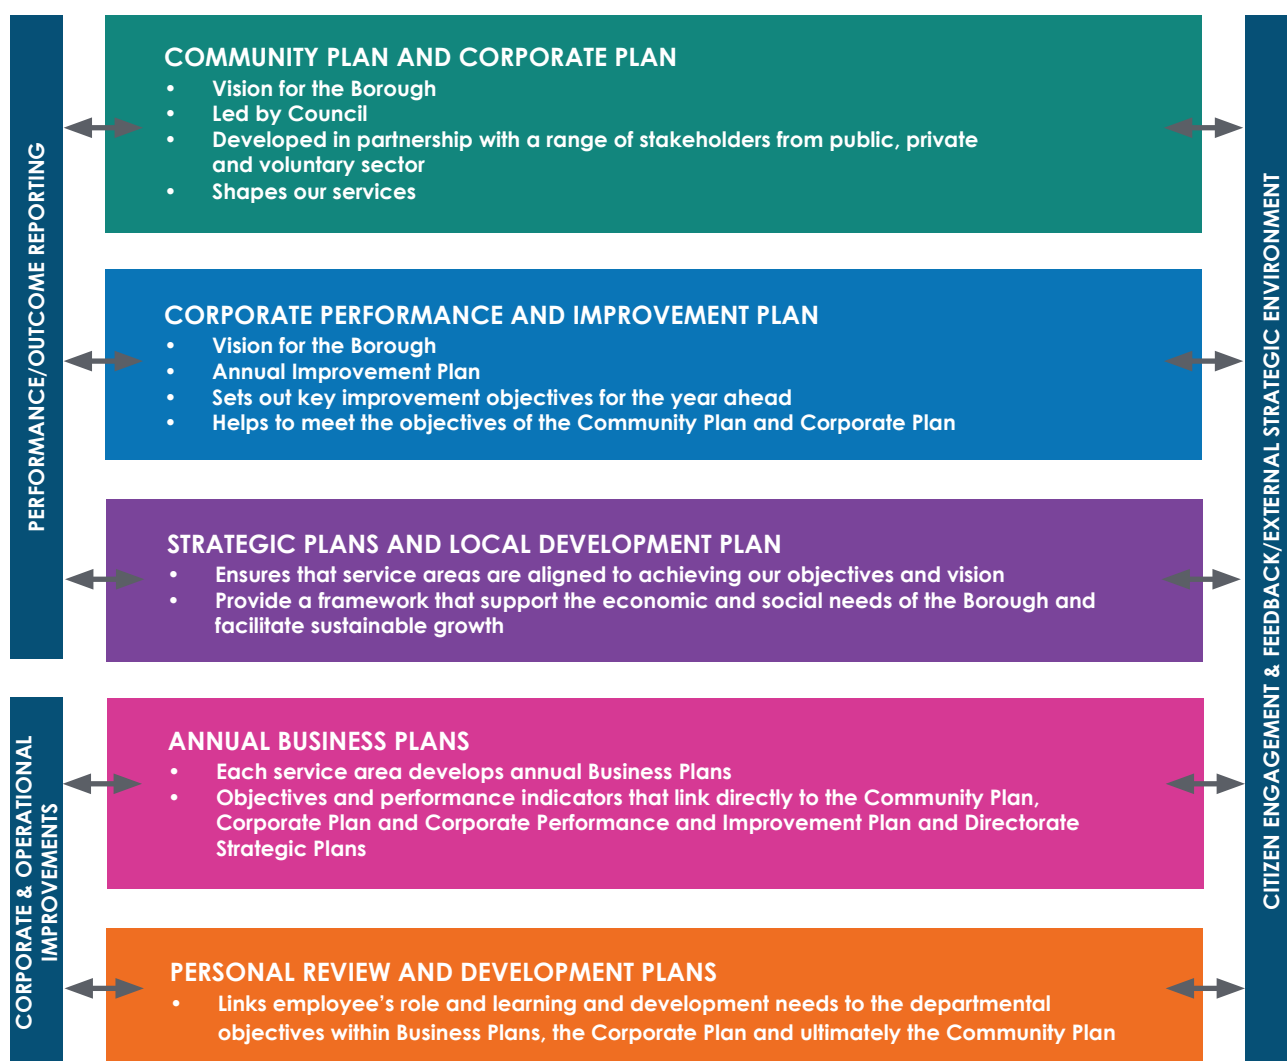 COMMUNITY PLAN AND CORPORATE PLAN
• Vision for the Borough
• Led by Council
• Developed in partnership with a range of stakeholders from public, private
and voluntary sector
• Shapes our services
CORPORATE PERFORMANCE AND IMPROVEMENT PLAN
• Vision for the Borough
• Annual Improvement Plan
• Sets out key improvement objectives for the year ahead
• Helps to meet the objectives of the Community Plan and Corporate Plan
STRATEGIC PLANS AND LOCAL DEVELOPMENT PLAN
• Ensures that service areas are aligned to achieving our objectives and vision
• Provide a framework that support the economic and social needs of the Borough and
facilitate sustainable growth
ANNUAL BUSINESS PLANS
• Each service area develops annual Business Plans
• Objectives and performance indicators that link directly to the Community Plan,
Corporate Plan and Corporate Performance and Improvement Plan and Directorate
Strategic Plans
PERSONAL REVIEW AND DEVELOPMENT PLANS
• Links employee's role and learning and development needs to the departmental
objectives within Business Plans, the Corporate Plan and ultimately the Community Plan
PERFORMANCE/OUTCOME REPORTING
CORPORATE & OPERATIONAL
IMPROVEMENTS
CITIZEN ENGAGEMENT & FEEDBACK/EXTERNAL STRATEGIC ENVIRONMENT